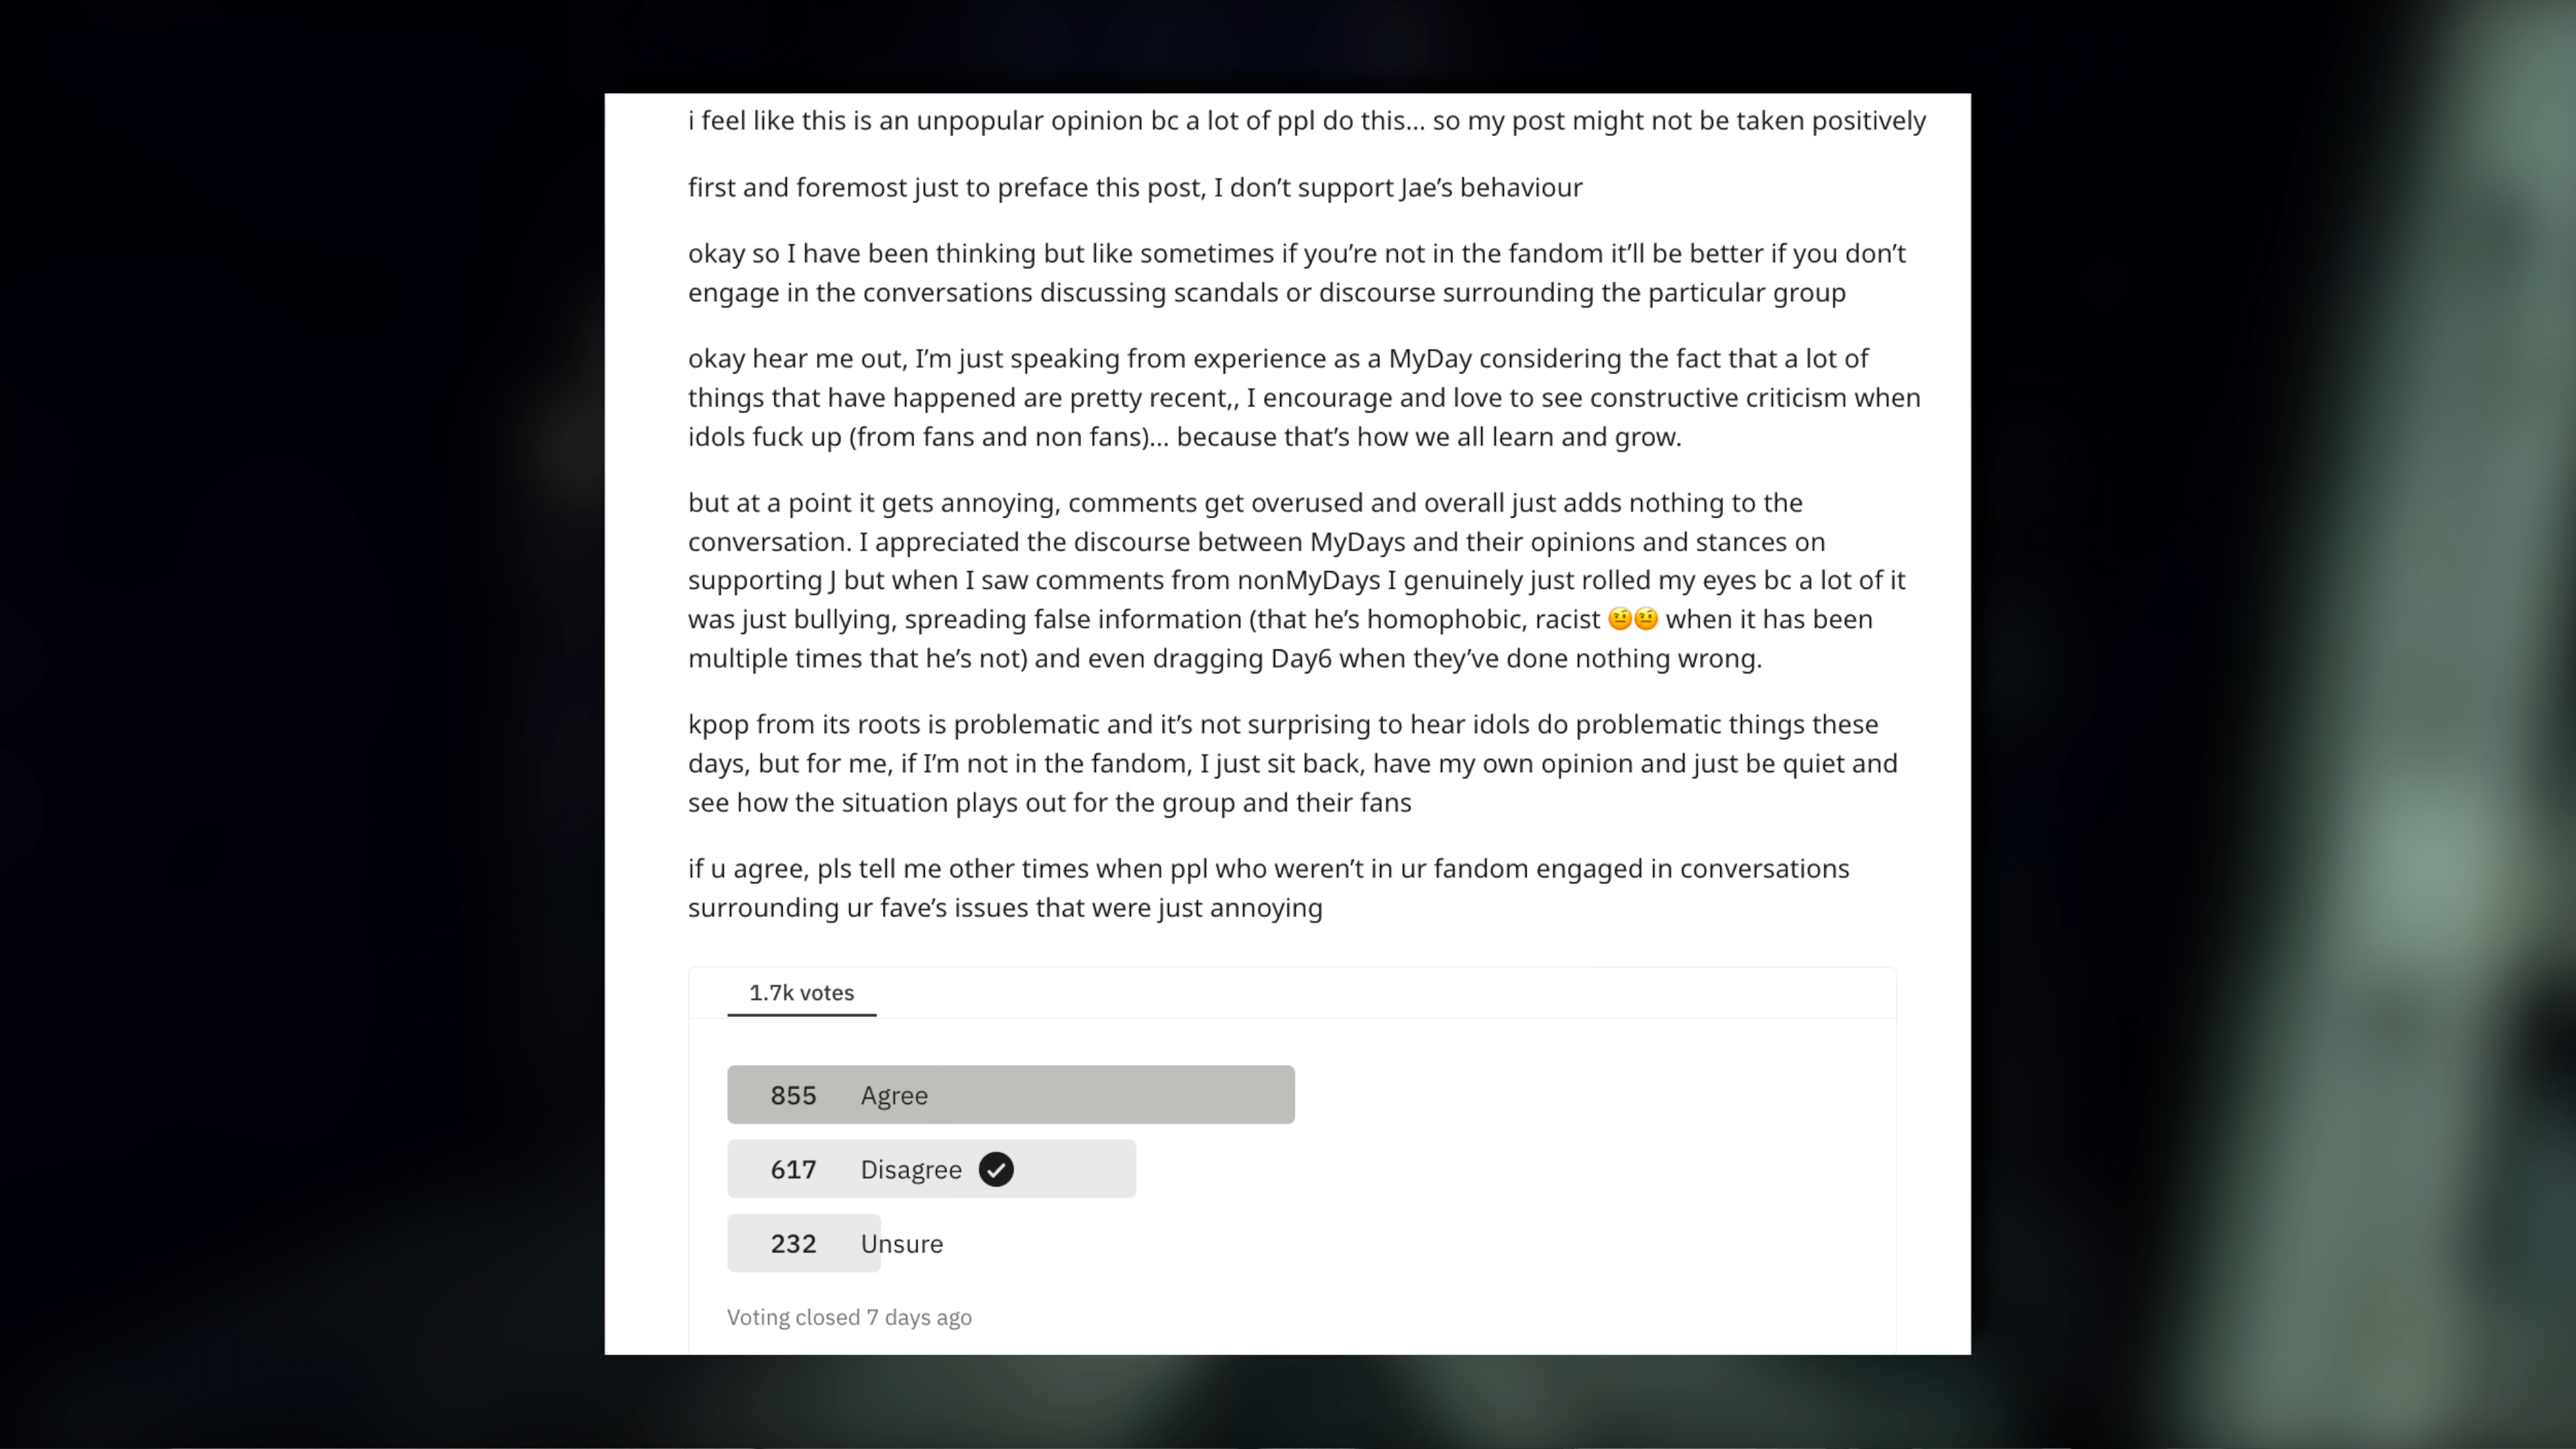 i feel like this is an unpopular opinion bc a lot of ppl do this... so my post might not be taken positively
first and foremost just to preface this post, I don’t support Jae’s behaviour
okay so I have been thinking but like sometimes if you’re not in the fandom it’ll be better if you don’t
engage in the conversations discussing scandals or discourse surrounding the particular group
okay hear me out, I’m just speaking from experience as a MyDay considering the fact that a lot of
things that have happened are pretty recent,, I encourage and love to see constructive criticism when
idols fuck up (from fans and non fans)... because that’s how we all learn and grow.
but at a point it gets annoying, comments get overused and overall just adds nothing to the
conversation. I appreciated the discourse between MyDays and their opinions and stances on
supporting J but when I saw comments from nonMyDays I genuinely just rolled my eyes bc a lot of it
was just bullying, spreading false information (that he’s homophobic, racist 🤨🤨 when it has been
multiple times that he’s not) and even dragging Day6 when they’ve done nothing wrong.
kpop from its roots is problematic and it’s not surprising to hear idols do problematic things these
days, but for me, if I’m not in the fandom, I just sit back, have my own opinion and just be quiet and
see how the situation plays out for the group and their fans
if u agree, pls tell me other times when ppl who weren’t in ur fandom engaged in conversations
surrounding ur fave’s issues that were just annoying
1.7k votes
855 Agree
617 Disagree
232 Unsure
Voting closed 7 days ago